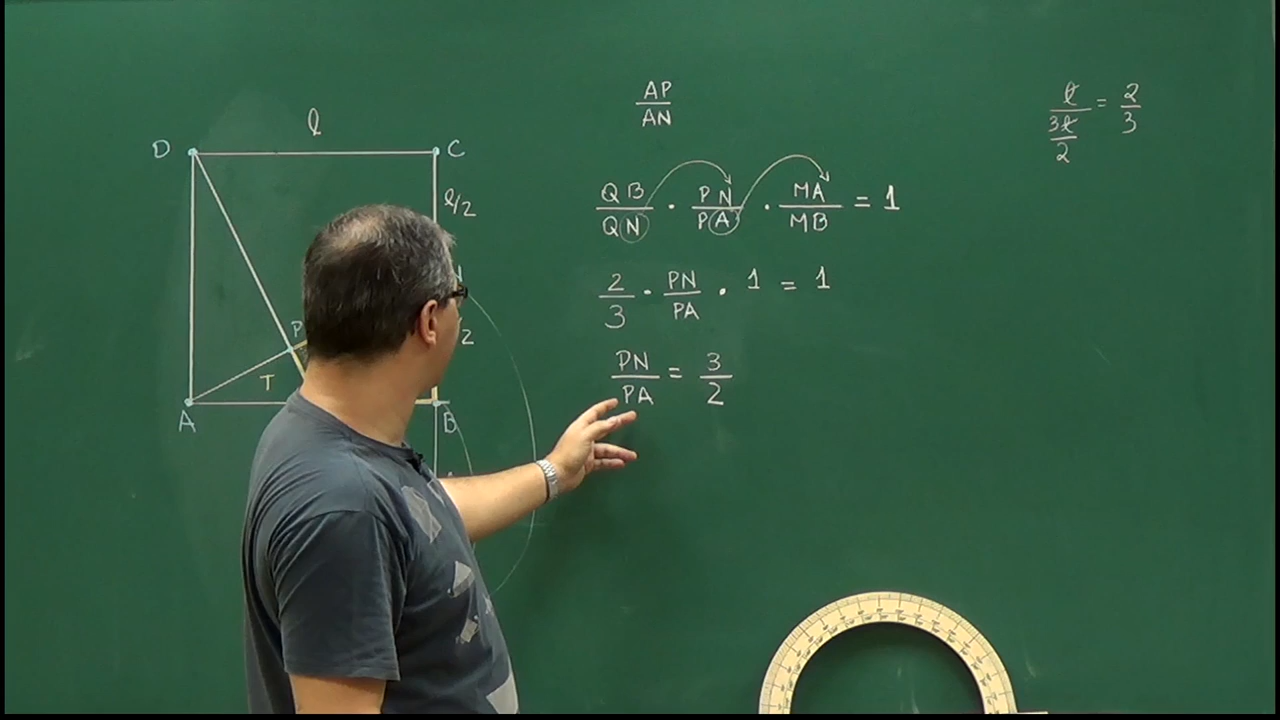 D
l
C
l/2
2
P
T
A
B
AP/AN
QB/QN · PN/PA · MA/MB = 1
2/3 · PN/PA · 1 = 1
PN/PA = 3/2
l/(3l/2) = 2/3